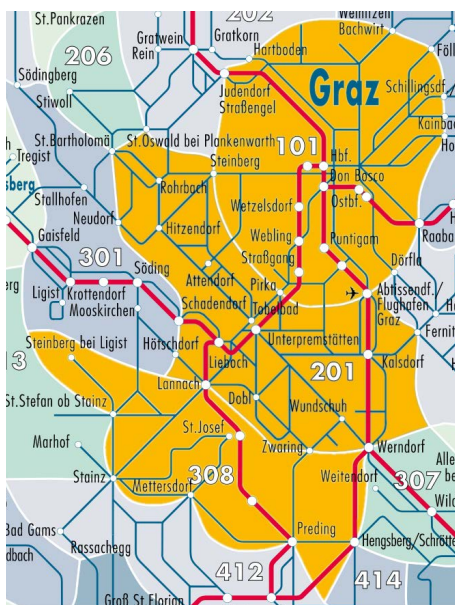 St.Pankrazen
202
Gratwein
Rein
Gratkorn
Hartboden
Weinitzen
Bachwirt
206
Södingberg
Stiwoll
Judendorf
Straßengel
Graz
Schillingsdf.
Kainbach
St.Bartholomä
St.Oswald bei Plankenwarth
101
Tregist
Steinberg
Hbf.
Don Bosco
Ostbf.
Stallhofen
Rohrbach
Wetzelsdorf
Neudorf
Hitzendorf
Webling
Puntigam
Raaba
Gaisfeld
301
Straßgang
Söding
Attendorf
Pirka
Dörfla
Ligist
Krottendorf
Mooskirchen
Schadendorf
Tobelbad
Abtissendf./
Flughafen
Graz
Steinberg bei Ligist
Hötschdorf
Lieboch
Unterpremstätten
Fernitz
201
Kalsdorf
Lannach
Dobl
St.Stefan ob Stainz
Wundschuh
Marhof
St.Josef
Zwaring
Werndorf
308
Stainz
Mettersdorf
Weitendorf
307
Bad Gams
Rassachegg
Preding
Hengsberg/Schrötte
412
414
Groß St.Florian